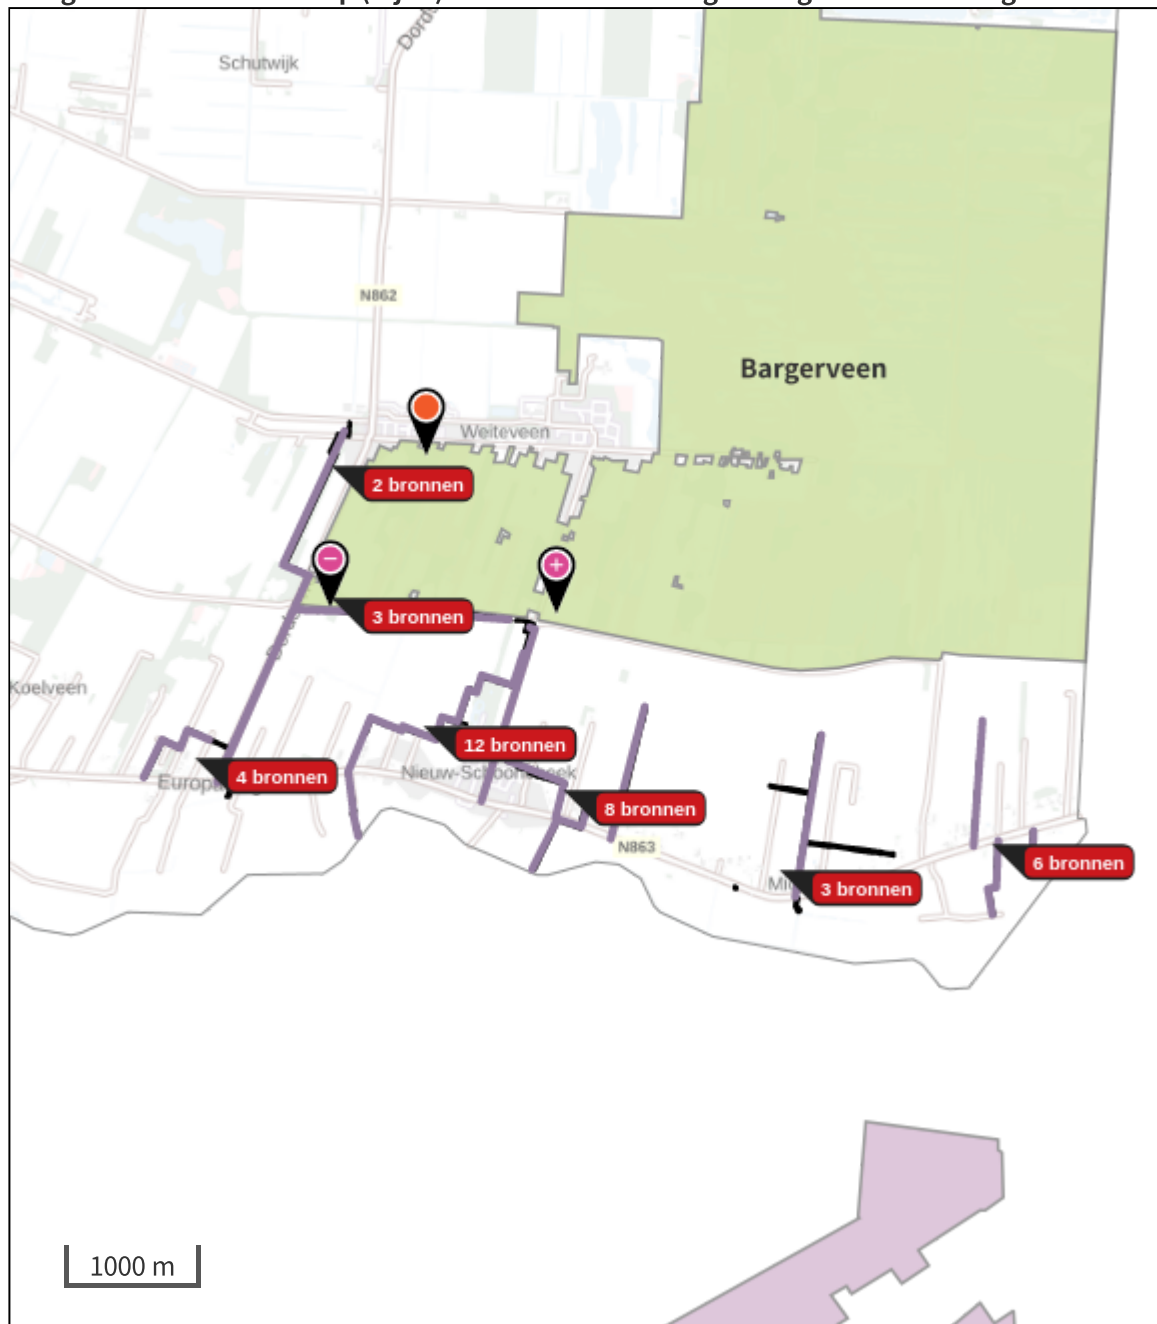 Schutwijk
N862
Bargerveen
Weiteveen
2 bronnen
3 bronnen
Koelveen
12 bronnen
4 bronnen
8 bronnen
N863
6 bronnen
3 bronnen
1000 m